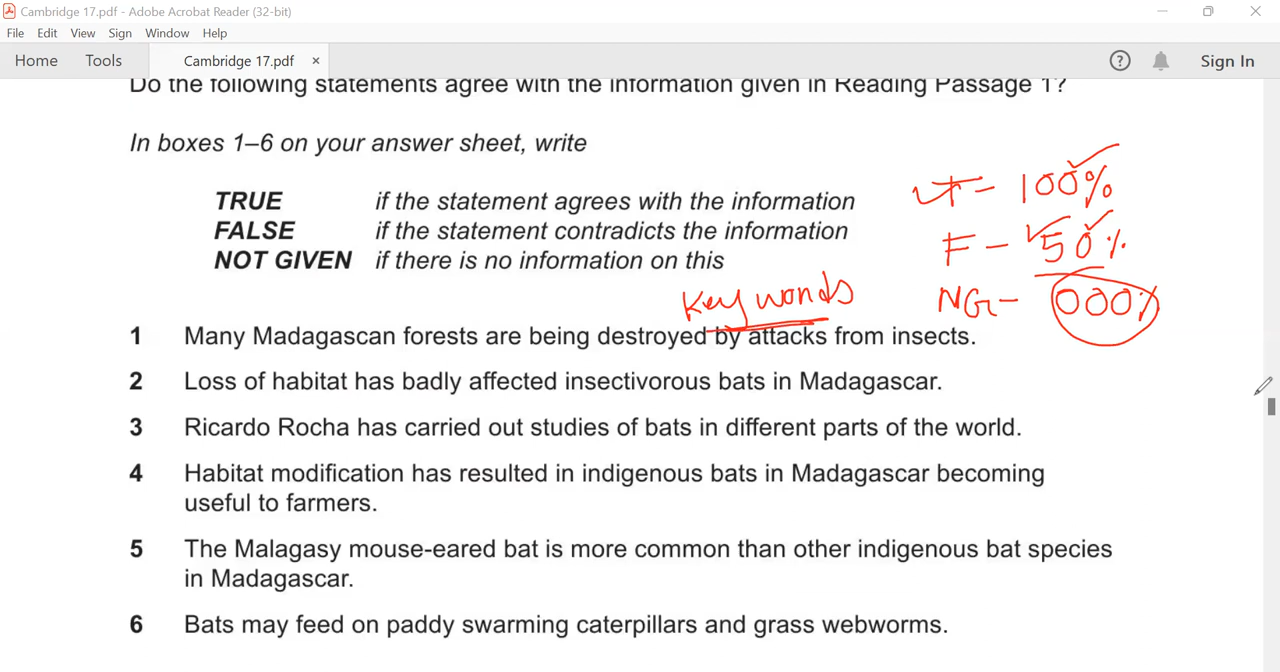 Cambridge 17.pdf - Adobe Acrobat Reader (32-bit)
File Edit View Sign Window Help
Home Tools Cambridge 17.pdf × ? Sign In
Do the following statements agree with the information given in Reading Passage 1?
In boxes 1–6 on your answer sheet, write
TRUE if the statement agrees with the information
FALSE if the statement contradicts the information
NOT GIVEN if there is no information on this
T – 100%
F – 50%
NG – 000%
Key words
1 Many Madagascan forests are being destroyed by attacks from insects.
2 Loss of habitat has badly affected insectivorous bats in Madagascar.
3 Ricardo Rocha has carried out studies of bats in different parts of the world.
4 Habitat modification has resulted in indigenous bats in Madagascar becoming
useful to farmers.
5 The Malagasy mouse-eared bat is more common than other indigenous bat species
in Madagascar.
6 Bats may feed on paddy swarming caterpillars and grass webworms.